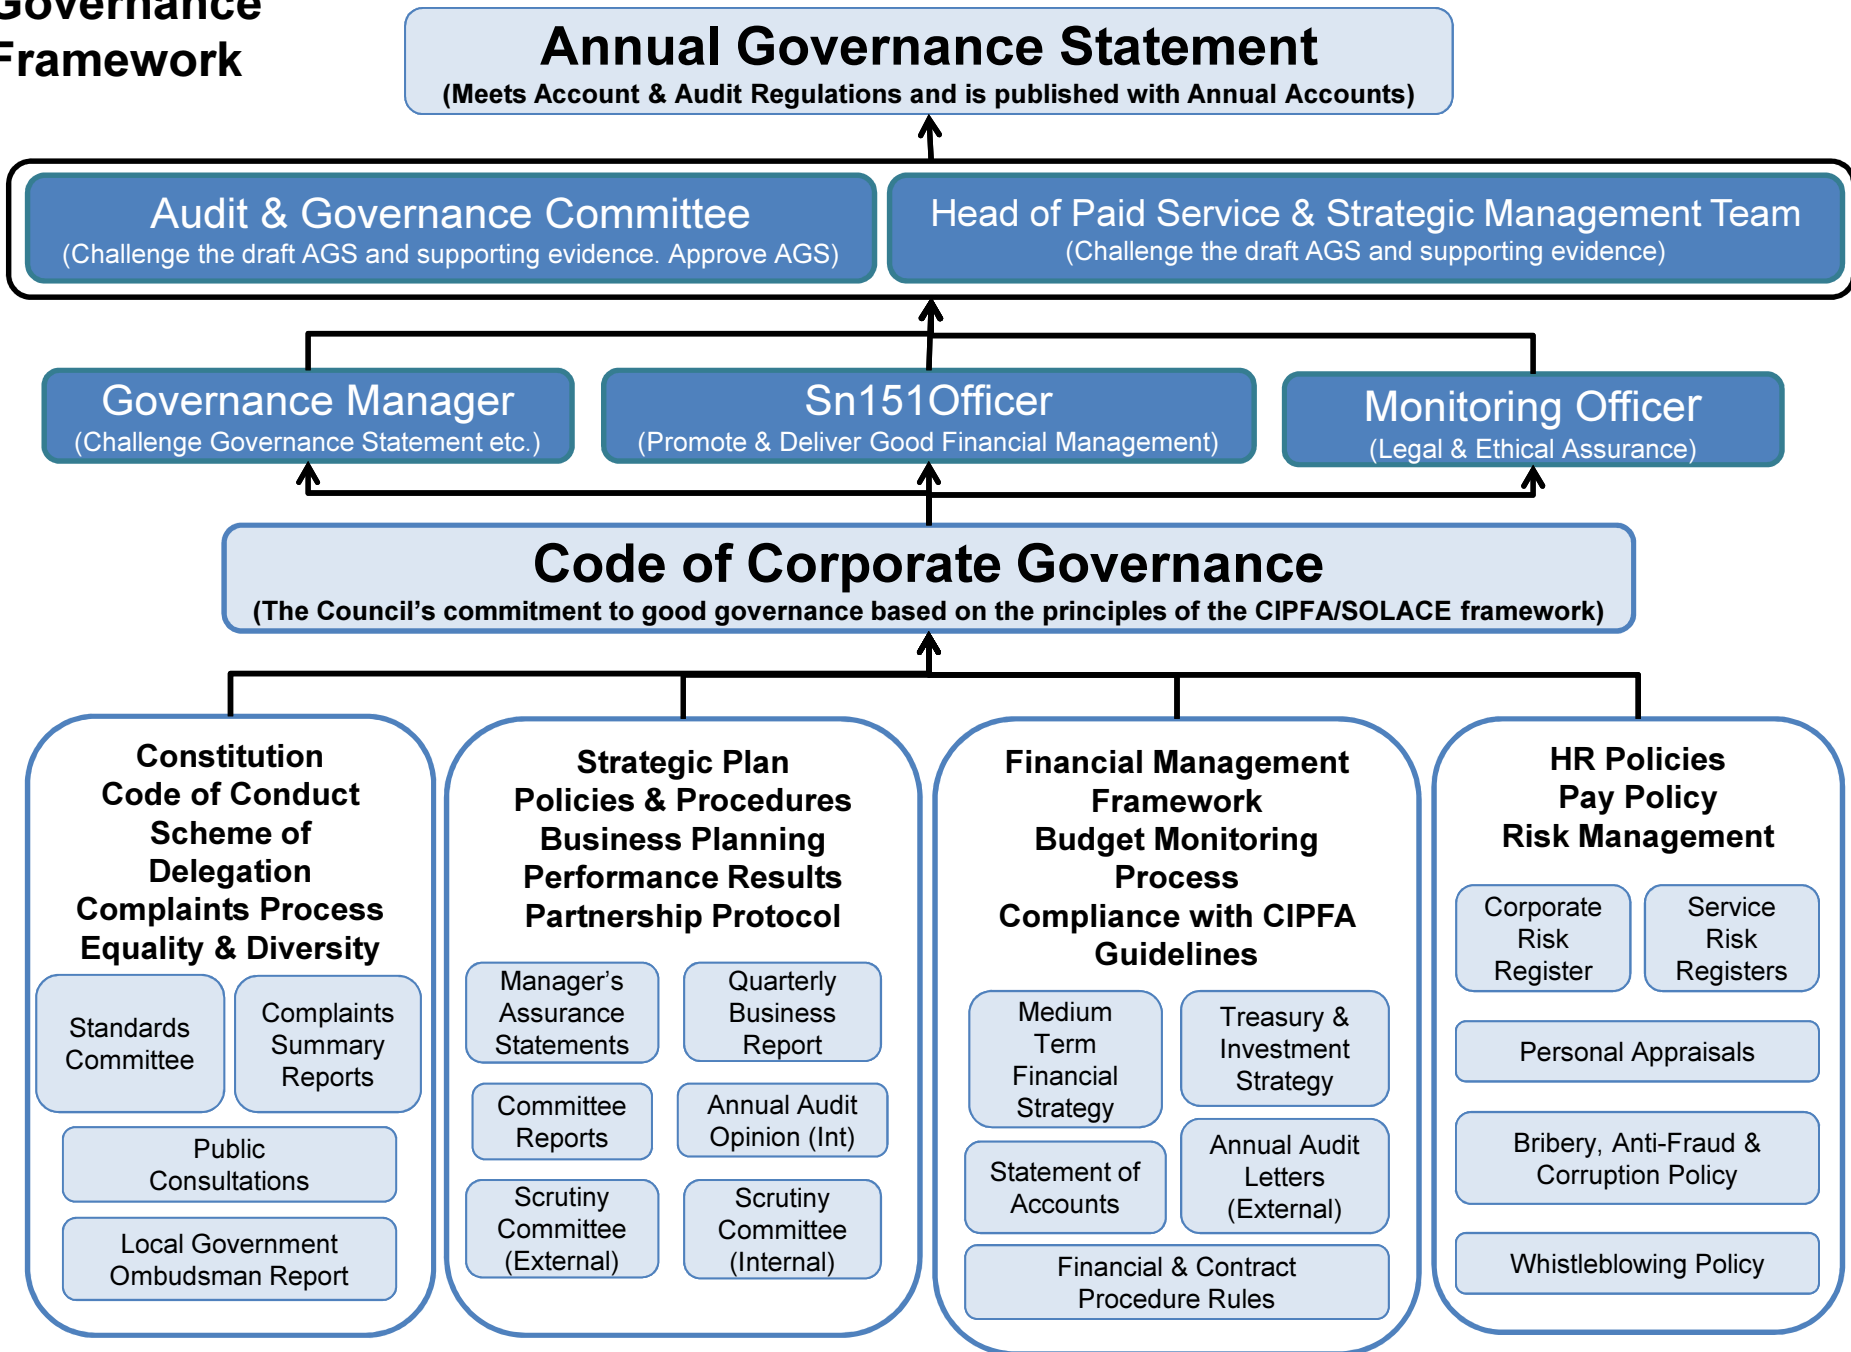 Governance
Framework
Annual Governance Statement
(Meets Account & Audit Regulations and is published with Annual Accounts)
Audit & Governance Committee
(Challenge the draft AGS and supporting evidence. Approve AGS)
Head of Paid Service & Strategic Management Team
(Challenge the draft AGS and supporting evidence)
Governance Manager
(Challenge Governance Statement etc.)
Sn151Officer
(Promote & Deliver Good Financial Management)
Monitoring Officer
(Legal & Ethical Assurance)
Code of Corporate Governance
(The Council’s commitment to good governance based on the principles of the CIPFA/SOLACE framework)
Constitution
Code of Conduct
Scheme of
Delegation
Complaints Process
Equality & Diversity
Standards
Committee
Complaints
Summary
Reports
Public
Consultations
Local Government
Ombudsman Report
Strategic Plan
Policies & Procedures
Business Planning
Performance Results
Partnership Protocol
Manager’s
Assurance
Statements
Quarterly
Business
Report
Committee
Reports
Annual Audit
Opinion (Int)
Scrutiny
Committee
(External)
Scrutiny
Committee
(Internal)
Financial Management
Framework
Budget Monitoring
Process
Compliance with CIPFA
Guidelines
Medium
Term
Financial
Strategy
Treasury &
Investment
Strategy
Statement of
Accounts
Annual Audit
Letters
(External)
Financial & Contract
Procedure Rules
HR Policies
Pay Policy
Risk Management
Corporate
Risk
Register
Service
Risk
Registers
Personal Appraisals
Bribery, Anti-Fraud &
Corruption Policy
Whistleblowing Policy